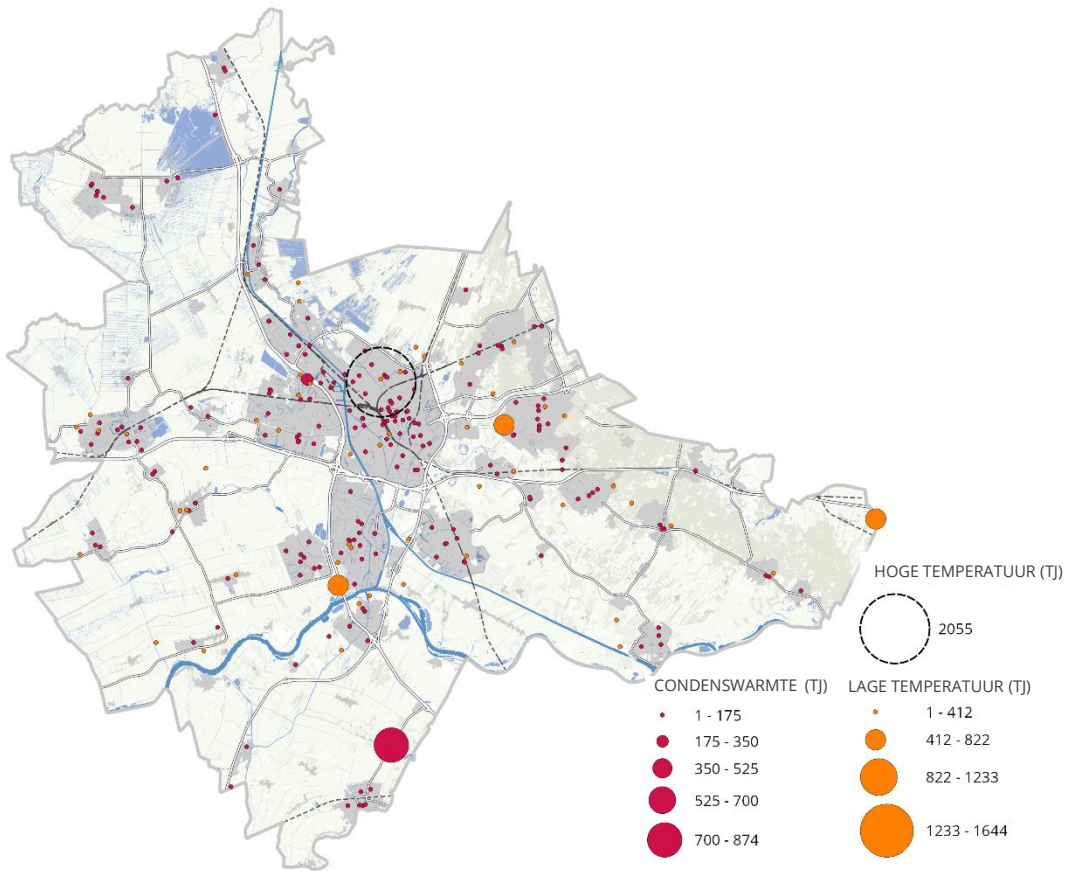 HOGE TEMPERATUUR (TJ)
2055
CONDENSWARMTE (TJ)
1 - 175
175 - 350
350 - 525
525 - 700
700 - 874
LAGE TEMPERATUUR (TJ)
1 - 412
412 - 822
822 - 1233
1233 - 1644